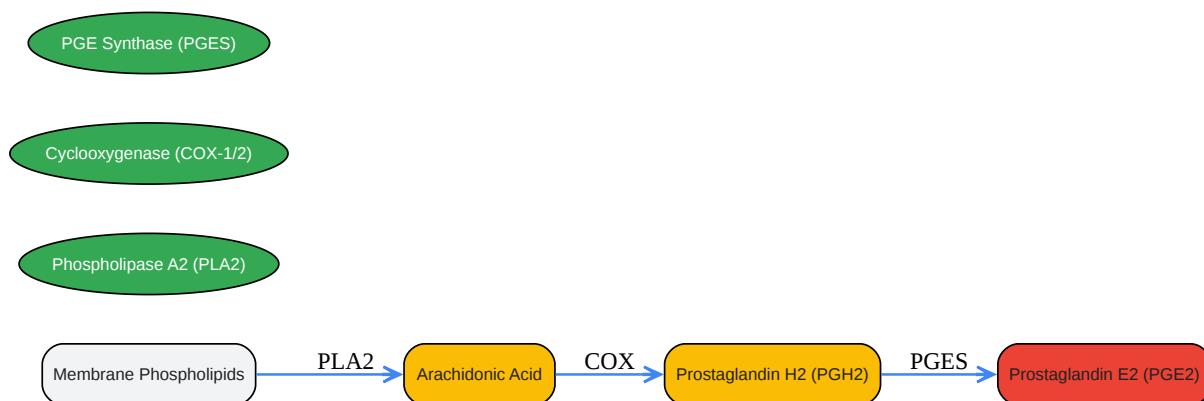 PGE Synthase (PGES)
Cyclooxygenase (COX-1/2)
Phospholipase A2 (PLA2)
Membrane Phospholipids
PLA2
Arachidonic Acid
COX
Prostaglandin H2 (PGH2)
PGES
Prostaglandin E2 (PGE2)